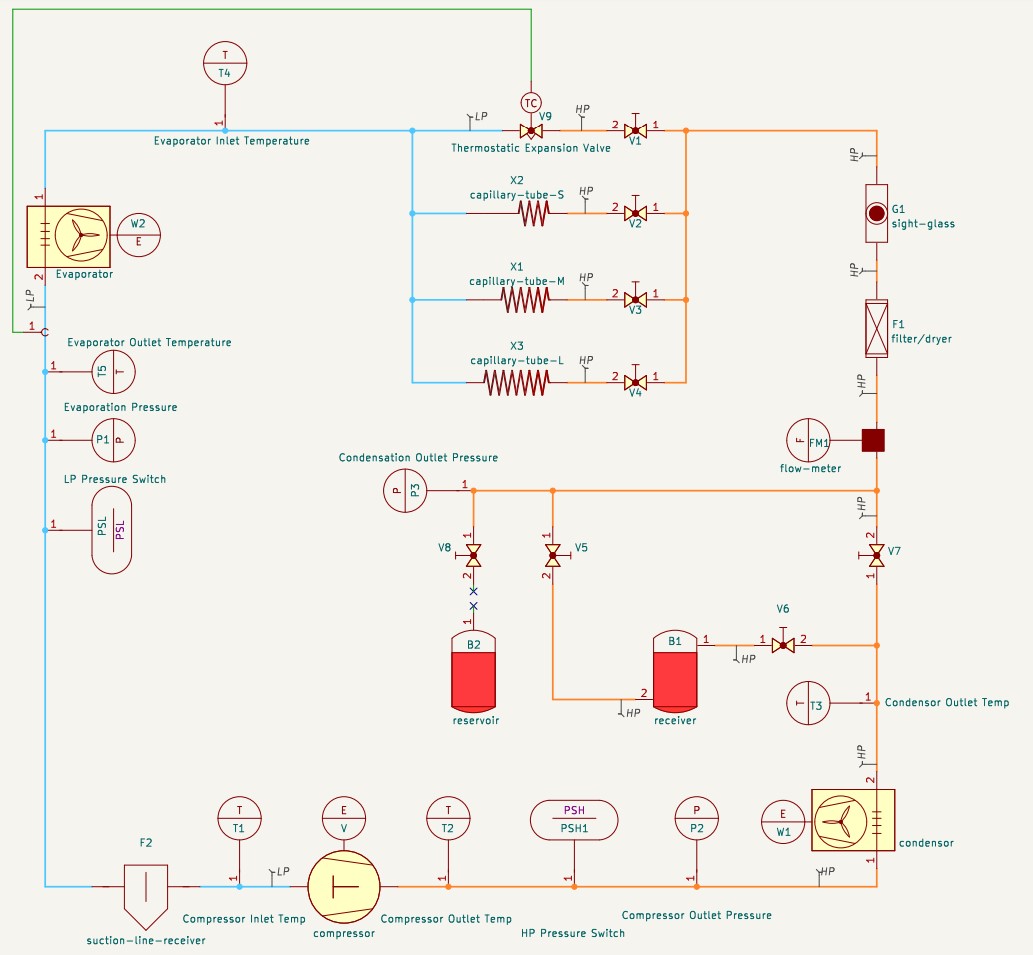 T
T4
1
Evaporator Inlet Temperature
LP
TC
V9
Thermostatic Expansion Valve
HP
2
1
V1
HP
X2
capillary-tube-S
HP
2
1
V2
G1
sight-glass
1
W2
E
Evaporator
2
LP
1
X1
capillary-tube-M
HP
2
1
V3
HP
F1
filter/dryer
Evaporator Outlet Temperature
1
T5
T
X3
capillary-tube-L
HP
2
1
V4
HP
Evaporation Pressure
1
P1
P
F
FM1
flow-meter
LP Pressure Switch
1
PSL
PSL
Condensation Outlet Pressure
P
P3
1
HP
1
V8
2
1
V5
2
2
V7
1
1
B2
reservoir
B1
1
HP
1
V6
2
2
HP
receiver
T
T3
1
Condensor Outlet Temp
HP
2
E
W1
condensor
1
HP
F2
suction-line-receiver
T
T1
1
LP
Compressor Inlet Temp
E
V
compressor
T
T2
1
Compressor Outlet Temp
PSH
PSH1
1
HP Pressure Switch
P
P2
1
Compressor Outlet Pressure